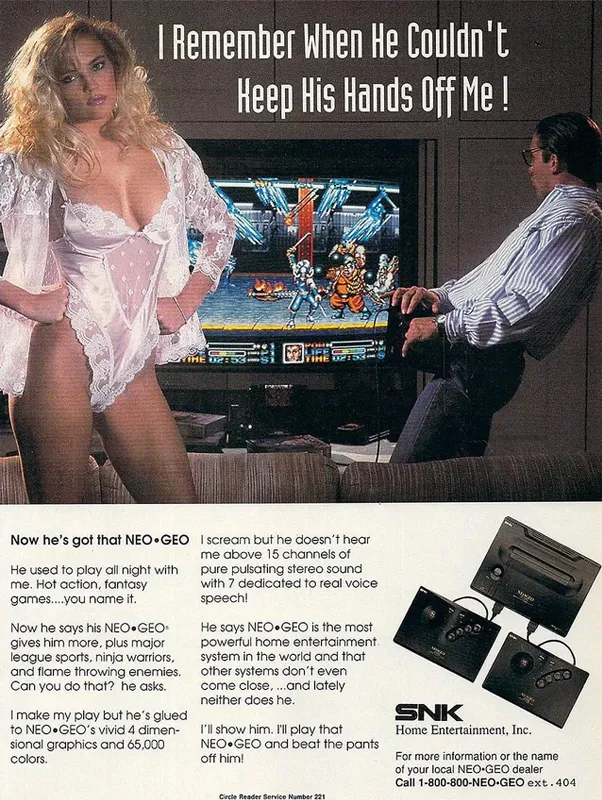 I Remember When He Couldn't
Keep His Hands Off Me !
TIME 02:53
LIFE
TIME 02:53
Now he's got that NEO•GEO
He used to play all night with
me. Hot action, fantasy
games....you name it.
Now he says his NEO•GEO®
gives him more, plus major
league sports, ninja warriors,
and flame throwing enemies.
Can you do that? he asks.
I make my play but he's glued
to NEO•GEO's vivid 4 dimen-
sional graphics and 65,000
colors.
I scream but he doesn't hear
me above 15 channels of
pure pulsating stereo sound
with 7 dedicated to real voice
speech!
He says NEO•GEO is the most
powerful home entertainment
system in the world and that
other systems don't even
come close, ...and lately
neither does he.
I'll show him. I'll play that
NEO•GEO and beat the pants
off him!
SNK
Home Entertainment, Inc.
For more information or the name
of your local NEO•GEO dealer
Call 1-800-800-NEO•GEO ext.404
Circle Reader Service Number 221